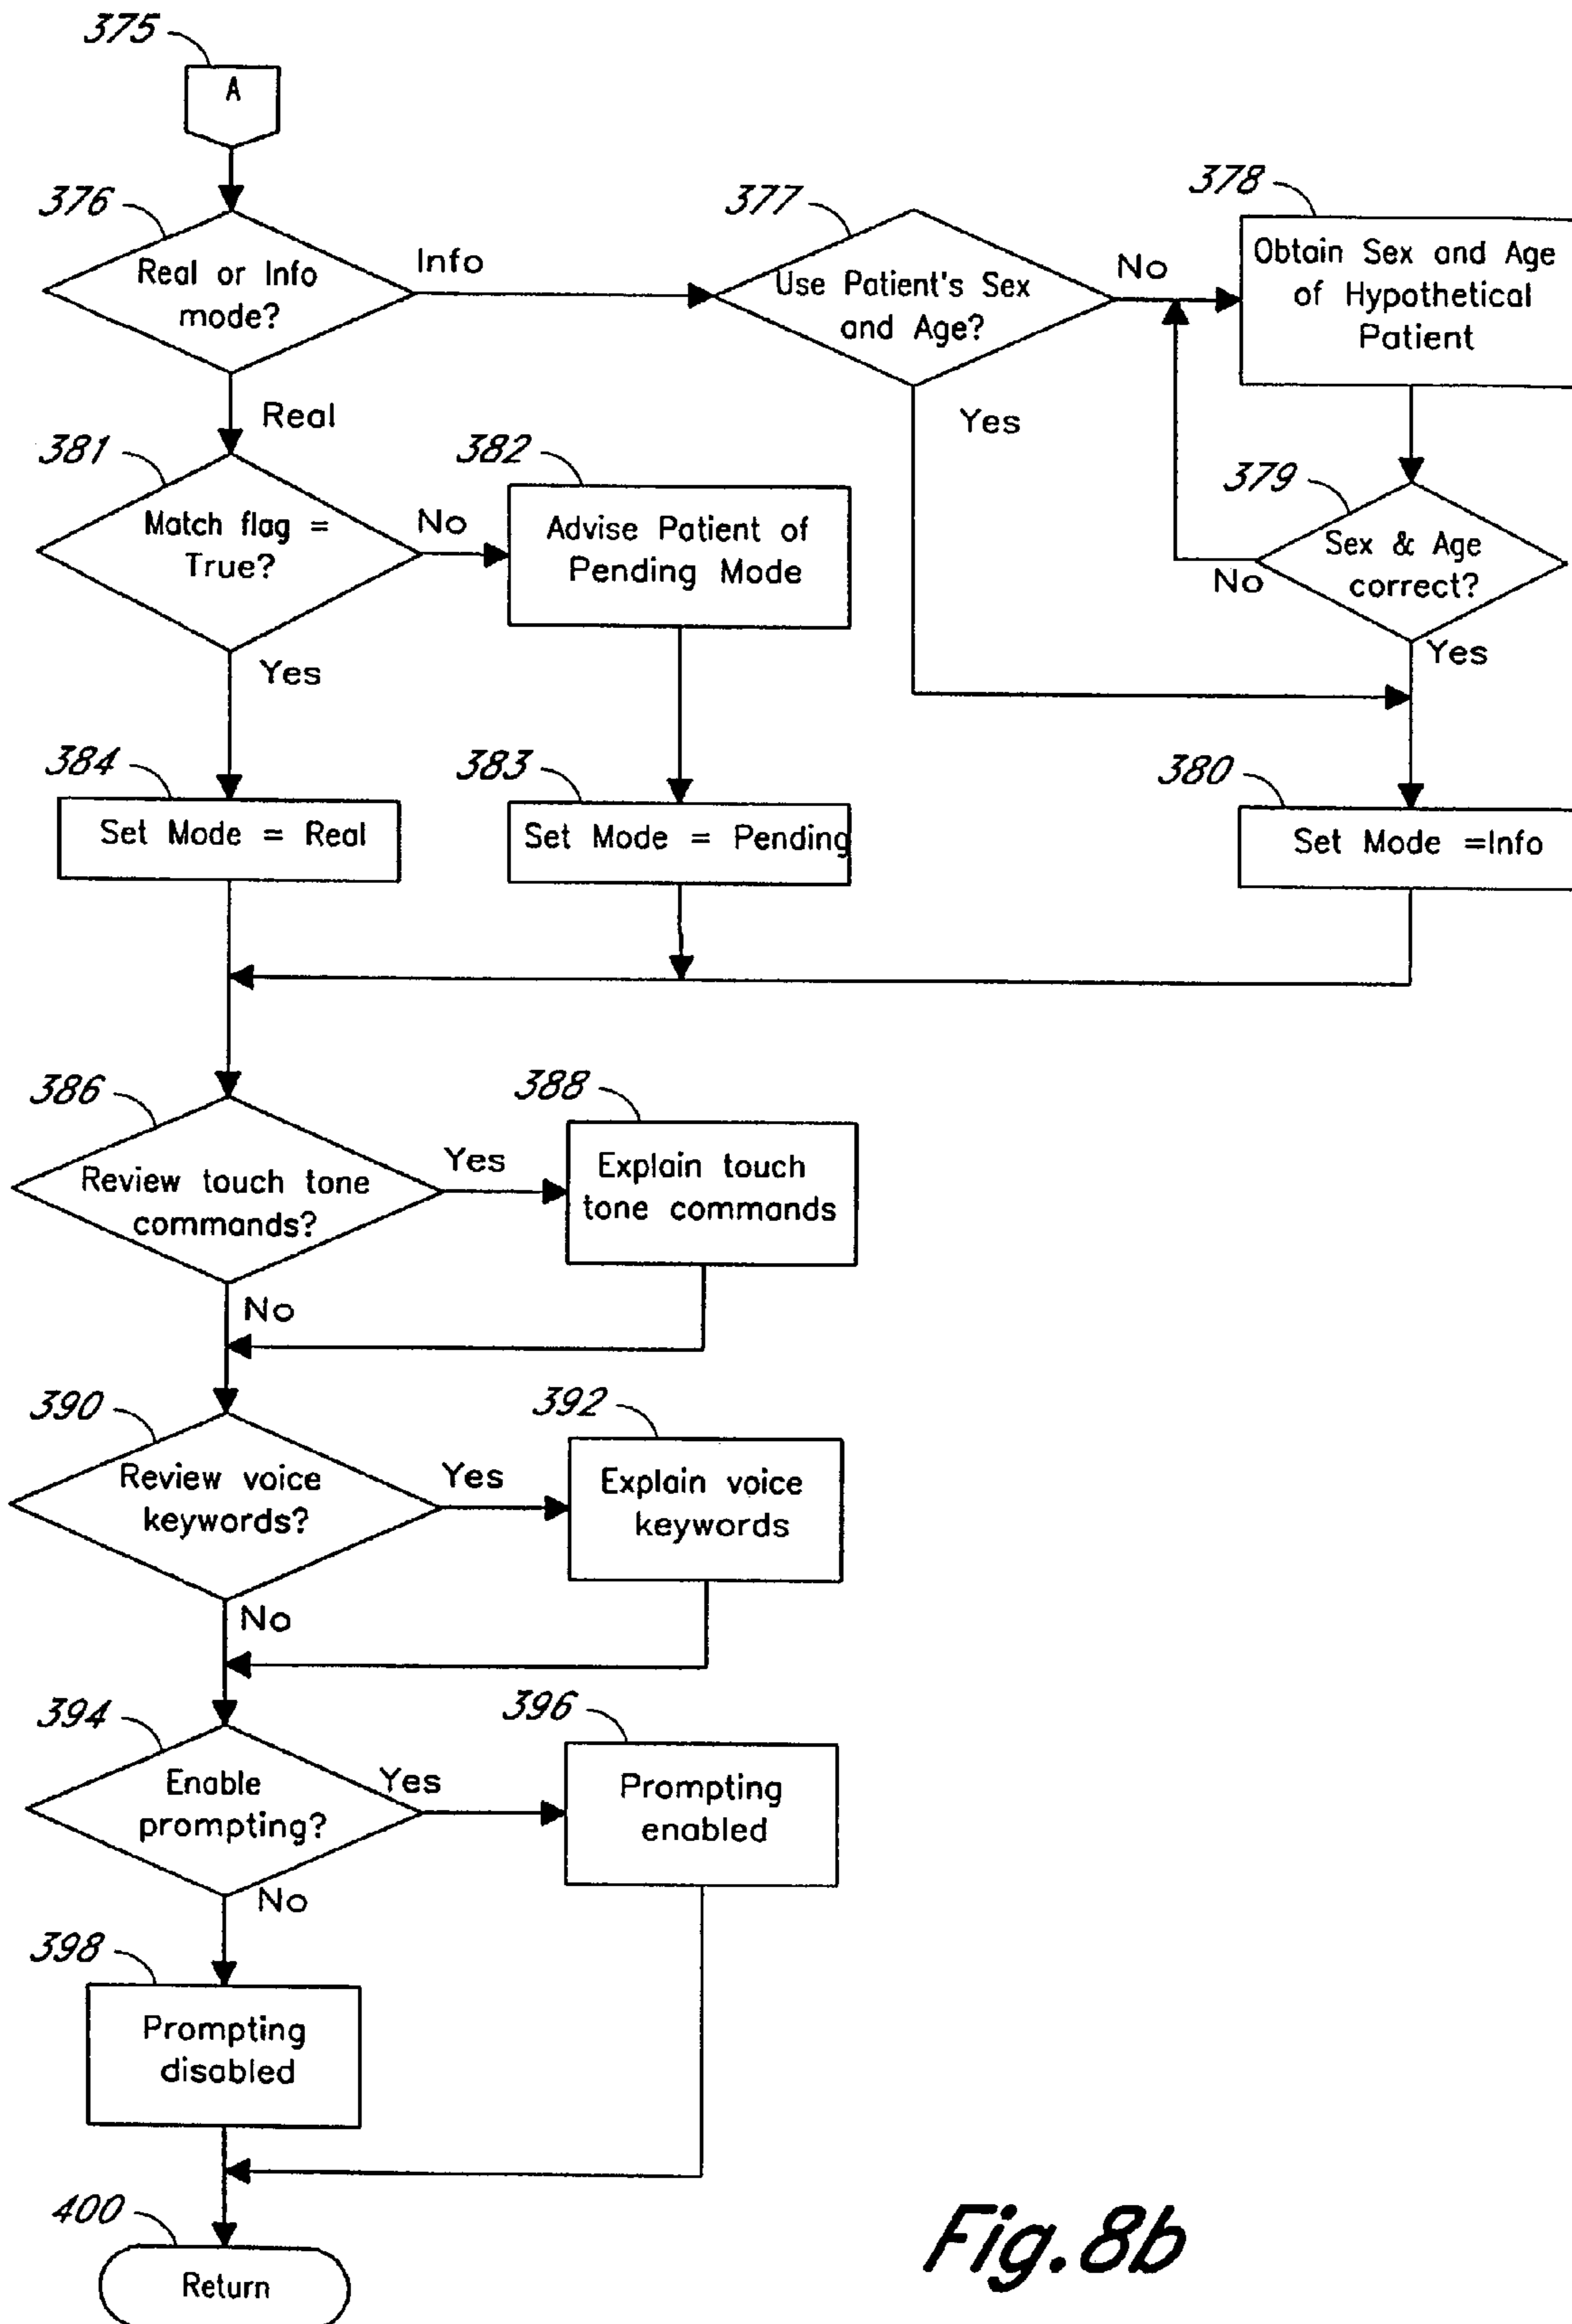 375
A
376
Real or Info
mode?
Info
377
Use Patient's Sex
and Age?
No
378
Obtain Sex and Age
of Hypothetical
Patient
Real
Yes
381
Match flag =
True?
No
382
Advise Patient of
Pending Mode
379
Sex & Age
correct?
No
Yes
Yes
384
Set Mode = Real
383
Set Mode = Pending
380
Set Mode =Info
386
Review touch tone
commands?
Yes
388
Explain touch
tone commands
No
390
Review voice
keywords?
Yes
392
Explain voice
keywords
No
394
Enable
prompting?
Yes
396
Prompting
enabled
No
398
Prompting
disabled
400
Return
Fig.8b